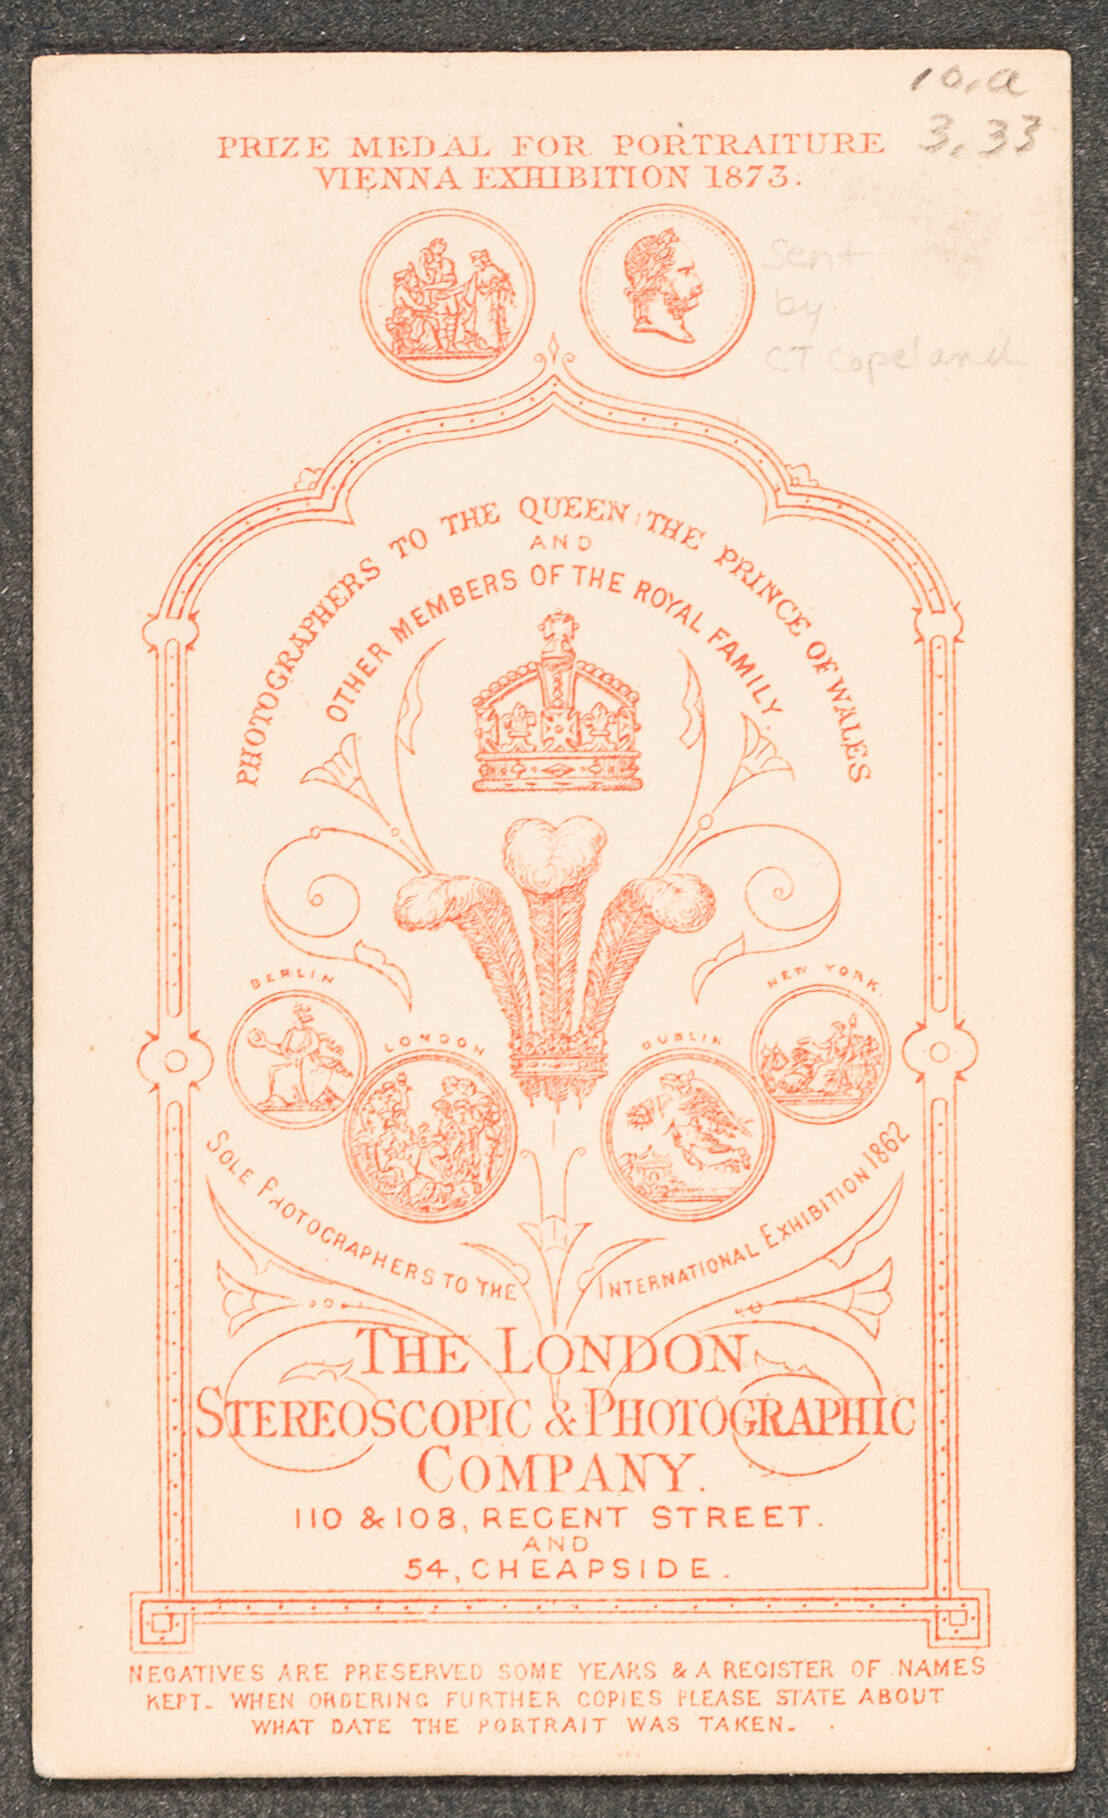 10.a
3.33
PRIZE MEDAL FOR PORTRAITURE
VIENNA EXHIBITION 1873.
Sent
by
CT Copeland
PHOTOGRAPHERS TO THE QUEEN, THE PRINCE OF WALES
AND
OTHER MEMBERS OF THE ROYAL FAMILY.
BERLIN
LONDON
DUBLIN
NEW YORK.
SOLE PHOTOGRAPHERS TO THE INTERNATIONAL EXHIBITION 1862
THE LONDON
STEREOSCOPIC & PHOTOGRAPHIC
COMPANY.
110 & 108, REGENT STREET.
AND
54, CHEAPSIDE.
NEGATIVES ARE PRESERVED SOME YEARS & A REGISTER OF NAMES
KEPT. WHEN ORDERING FURTHER COPIES PLEASE STATE ABOUT
WHAT DATE THE PORTRAIT WAS TAKEN.